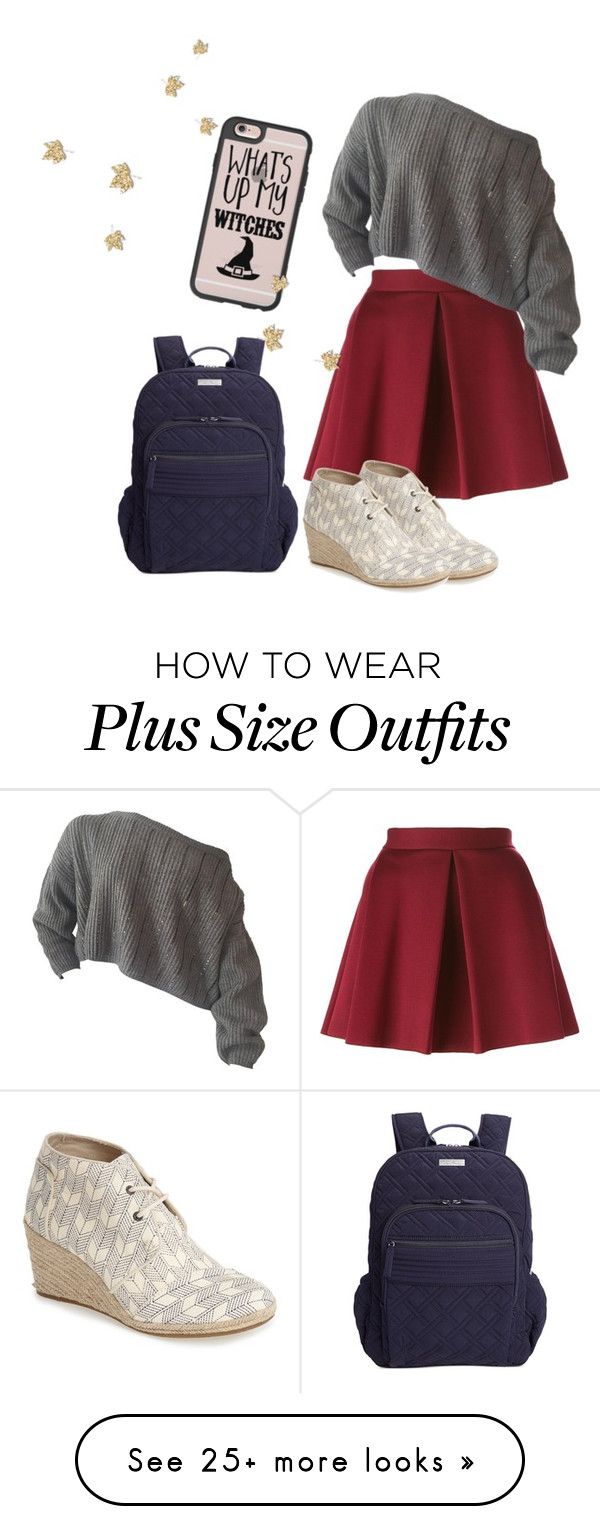 WHAT'S
UP MY
WITCHES
HOW TO WEAR
Plus Size Outfits
See 25+ more looks »